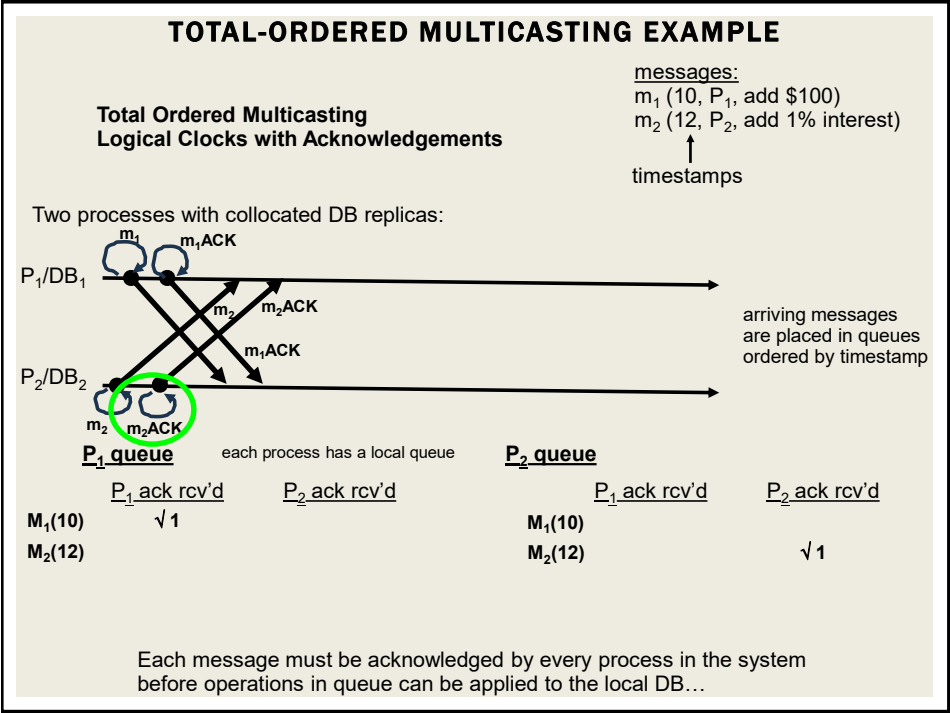 TOTAL-ORDERED MULTICASTING EXAMPLE
messages:
m₁ (10, P₁, add $100)
m₂ (12, P₂, add 1% interest)
timestamps
Total Ordered Multicasting
Logical Clocks with Acknowledgements
Two processes with collocated DB replicas:
m₁
m₁ACK
P₁/DB₁
m₂
m₂ACK
arriving messages
are placed in queues
ordered by timestamp
m₁ACK
P₂/DB₂
m₂
m₂ACK
P₁ queue
each process has a local queue
P₂ queue
P₁ ack rcv’d P₂ ack rcv’d
M₁(10) √ 1
M₂(12)
P₁ ack rcv’d P₂ ack rcv’d
M₁(10)
M₂(12) √ 1
Each message must be acknowledged by every process in the system
before operations in queue can be applied to the local DB…